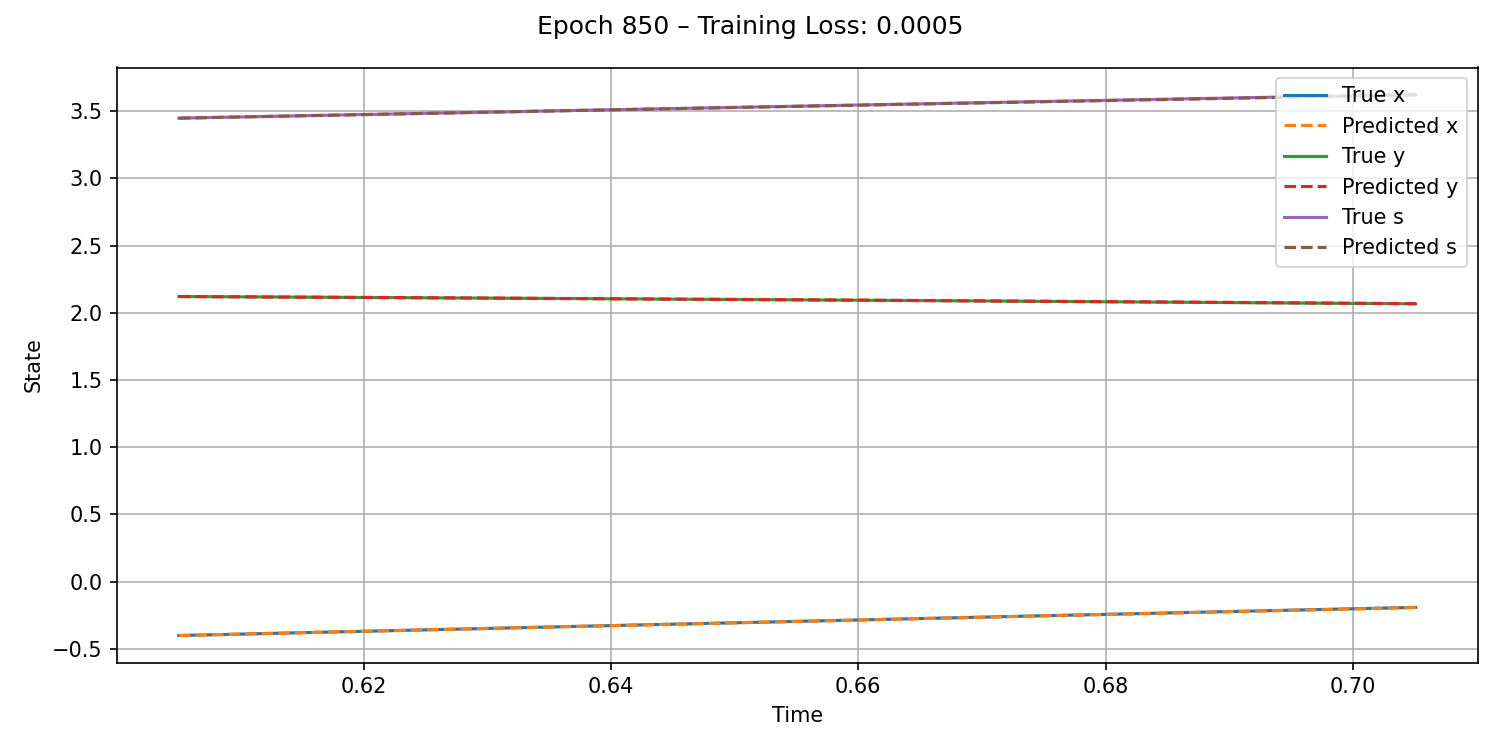 Epoch 850 – Training Loss: 0.0005
True x
Predicted x
True y
Predicted y
True s
Predicted s
State
3.5
3.0
2.5
2.0
1.5
1.0
0.5
0.0
−0.5
0.62 0.64 0.66 0.68 0.70
Time